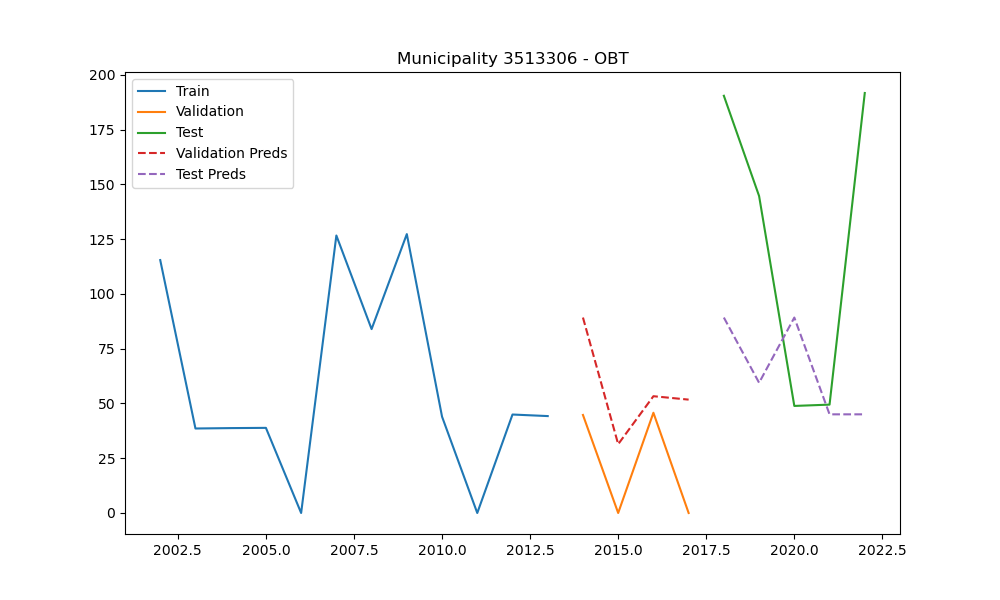 Municipality 3513306 - OBT
Train
Validation
Test
Validation Preds
Test Preds
200
175
150
125
100
75
50
25
0
2002.5 2005.0 2007.5 2010.0 2012.5 2015.0 2017.5 2020.0 2022.5